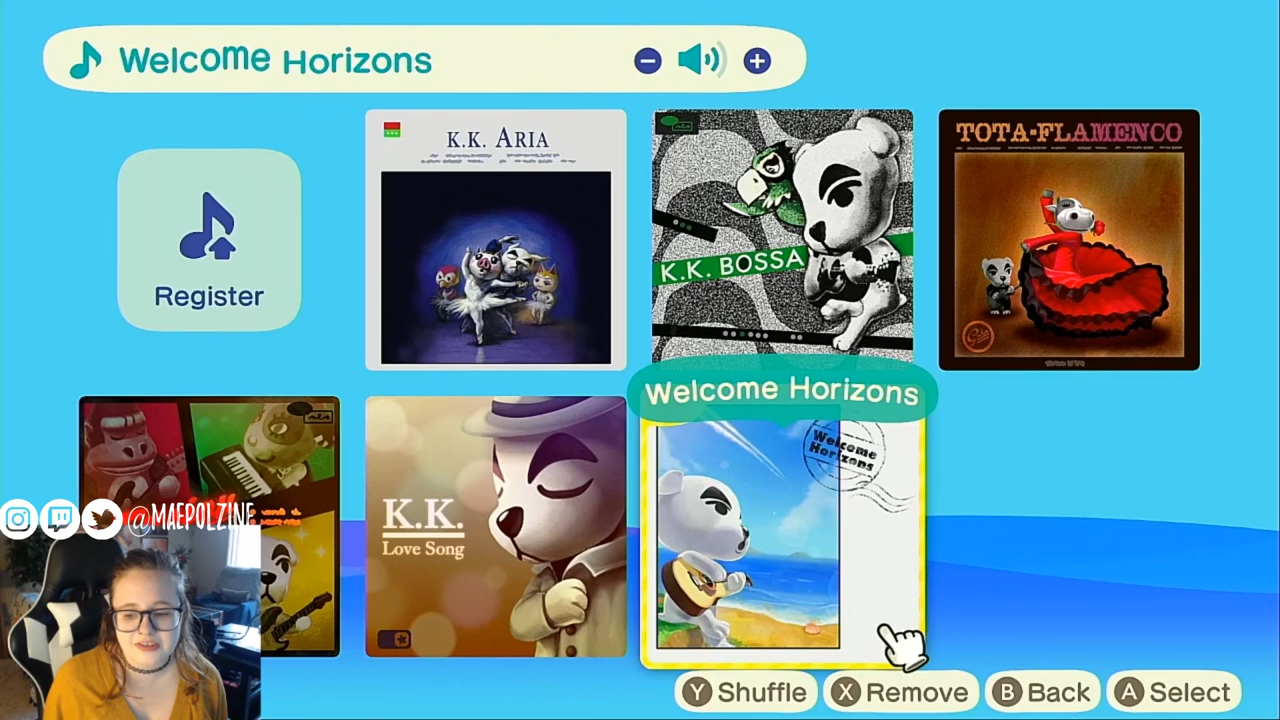 Welcome Horizons
Register
K.K. ARIA
K.K. BOSSA
TOTA-FLAMENCO
Welcome Horizons
Welcome
Horizons
@MAEPOLZINE
K.K.
Love Song
Y Shuffle
X Remove
B Back
A Select